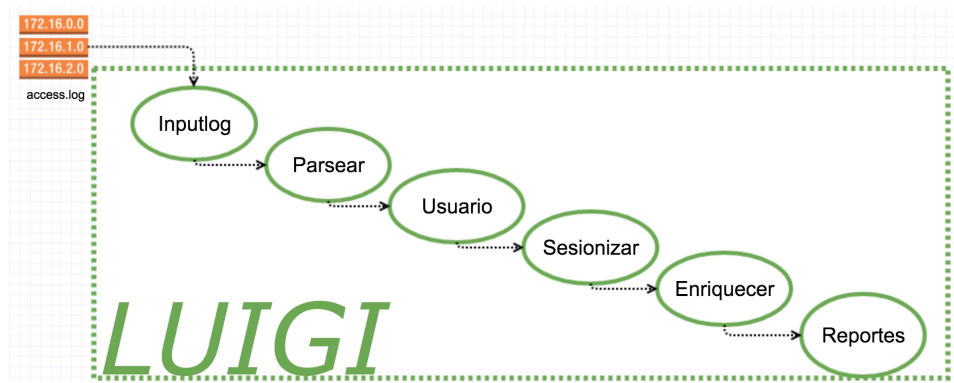 172.16.0.0
172.16.1.0
172.16.2.0
access.log
Inputlog
Parsear
Usuario
Sesionizar
Enriquecer
Reportes
LUIGI